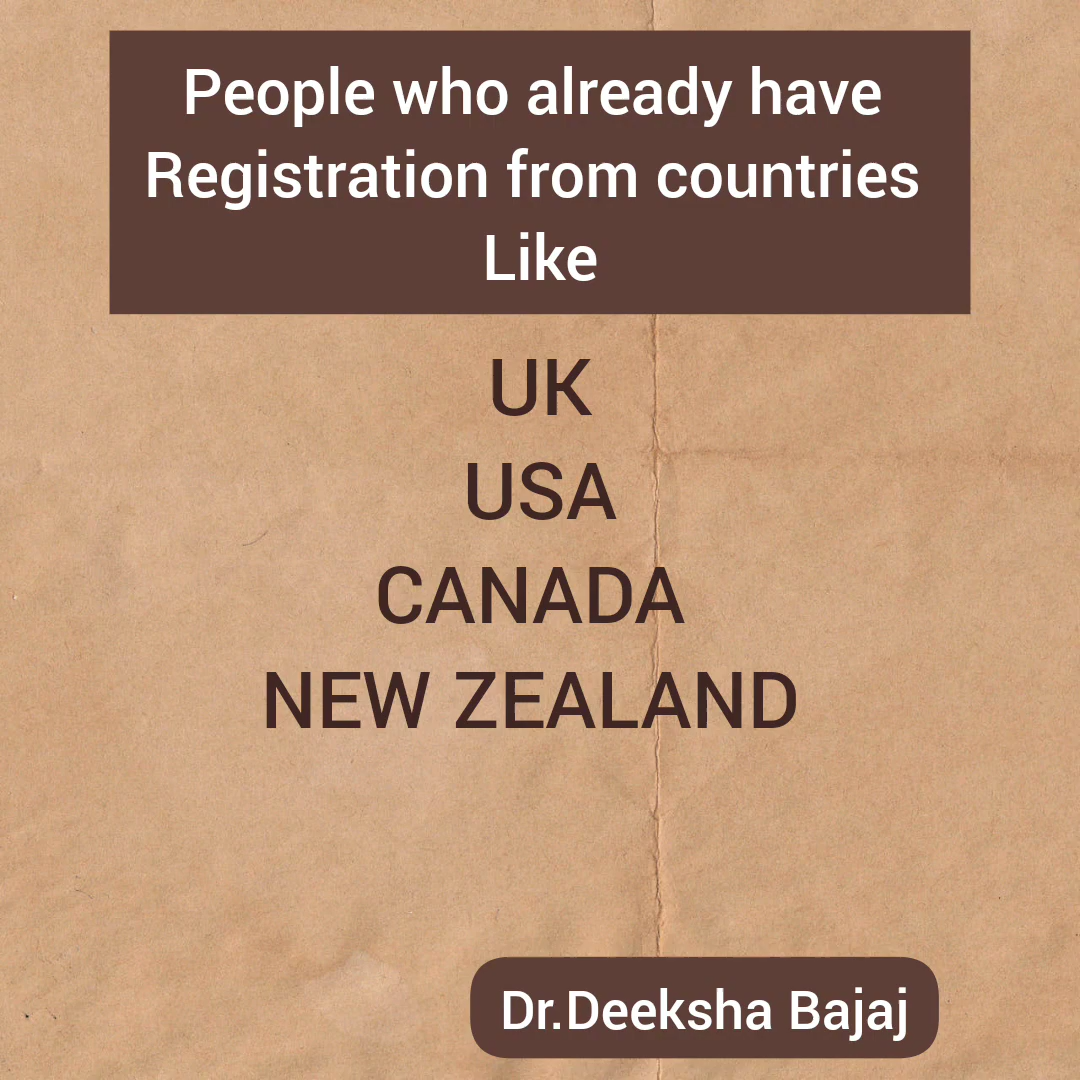 People who already have
Registration from countries
Like
UK
USA
CANADA
NEW ZEALAND
Dr.Deeksha Bajaj